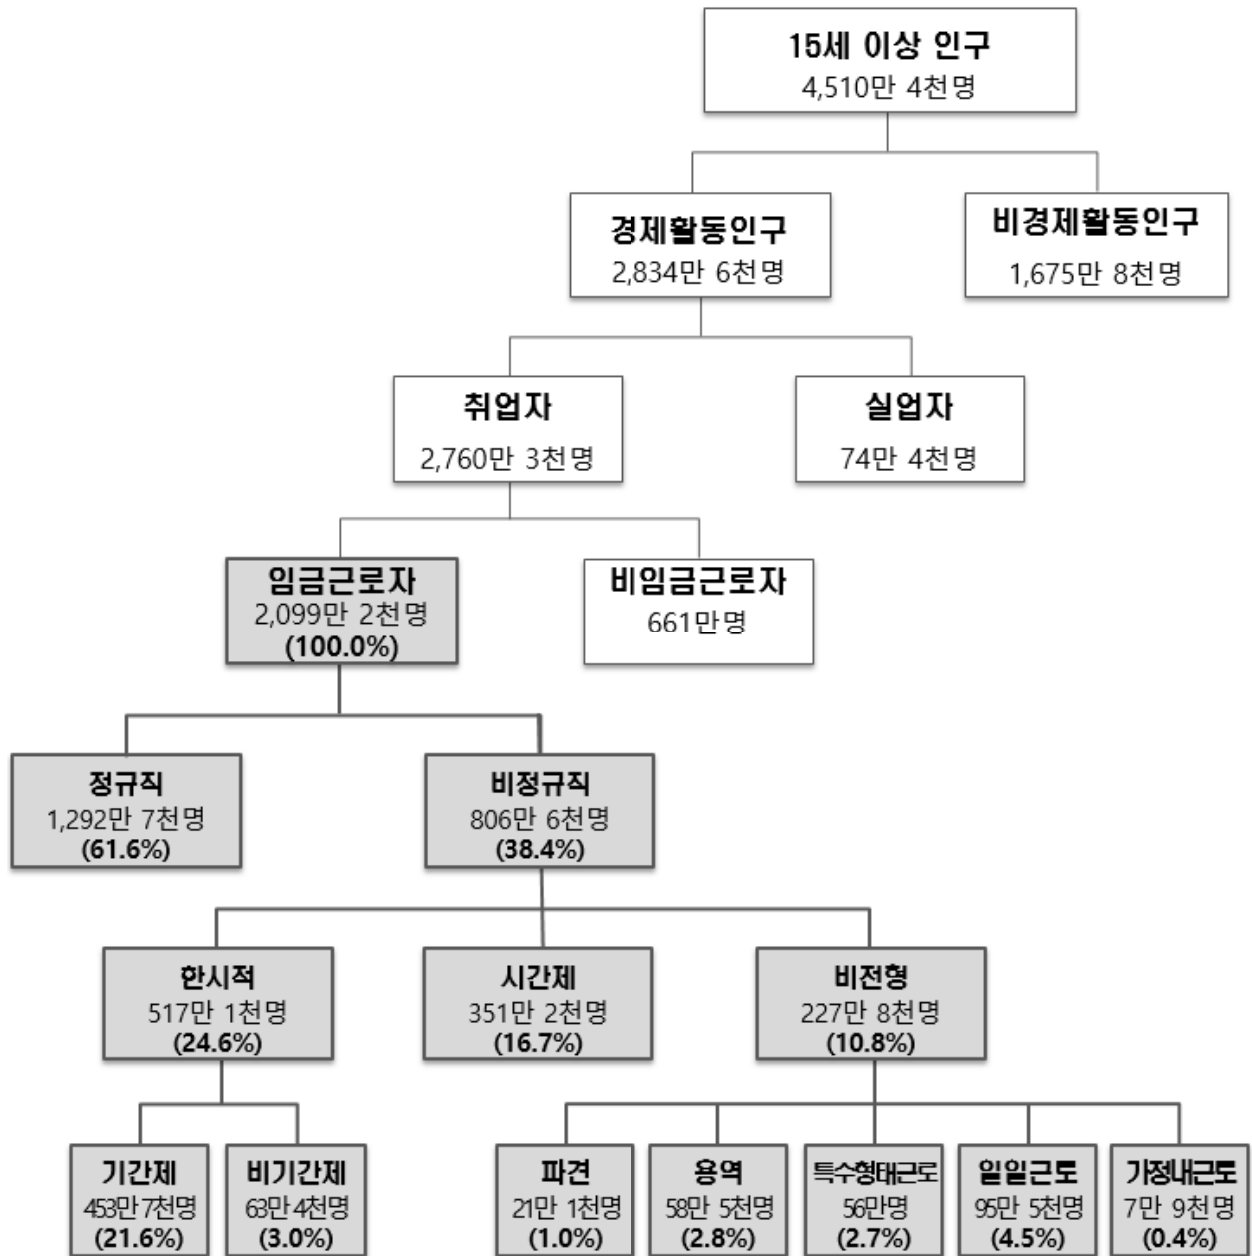 15세 이상 인구
4,510만 4천명
경제활동인구
2,834만 6천명
비경제활동인구
1,675만 8천명
취업자
2,760만 3천명
실업자
74만 4천명
임금근로자
2,099만 2천명
(100.0%)
비임금근로자
661만명
정규직
1,292만 7천명
(61.6%)
비정규직
806만 6천명
(38.4%)
한시적
517만 1천명
(24.6%)
시간제
351만 2천명
(16.7%)
비전형
227만 8천명
(10.8%)
기간제
453만 7천명
(21.6%)
비기간제
63만 4천명
(3.0%)
파견
21만 1천명
(1.0%)
용역
58만 5천명
(2.8%)
특수형태근로
56만명
(2.7%)
일일근로
95만 5천명
(4.5%)
가정내근로
7만 9천명
(0.4%)